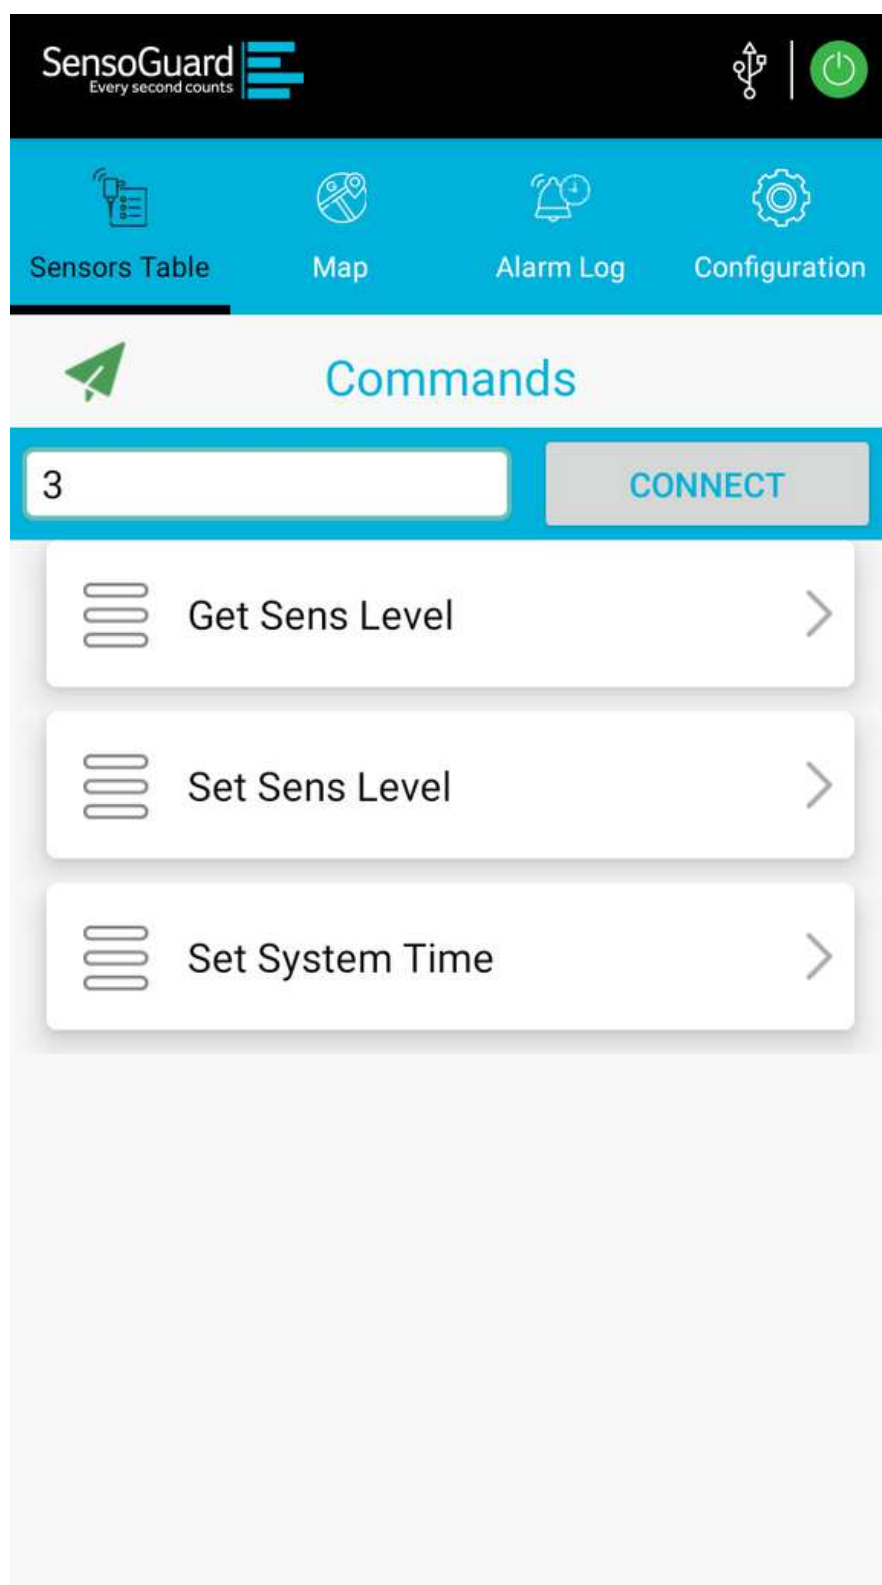 SensoGuard
Every second counts
Sensors Table Map Alarm Log Configuration
Commands
3 CONNECT
Get Sens Level
Set Sens Level
Set System Time